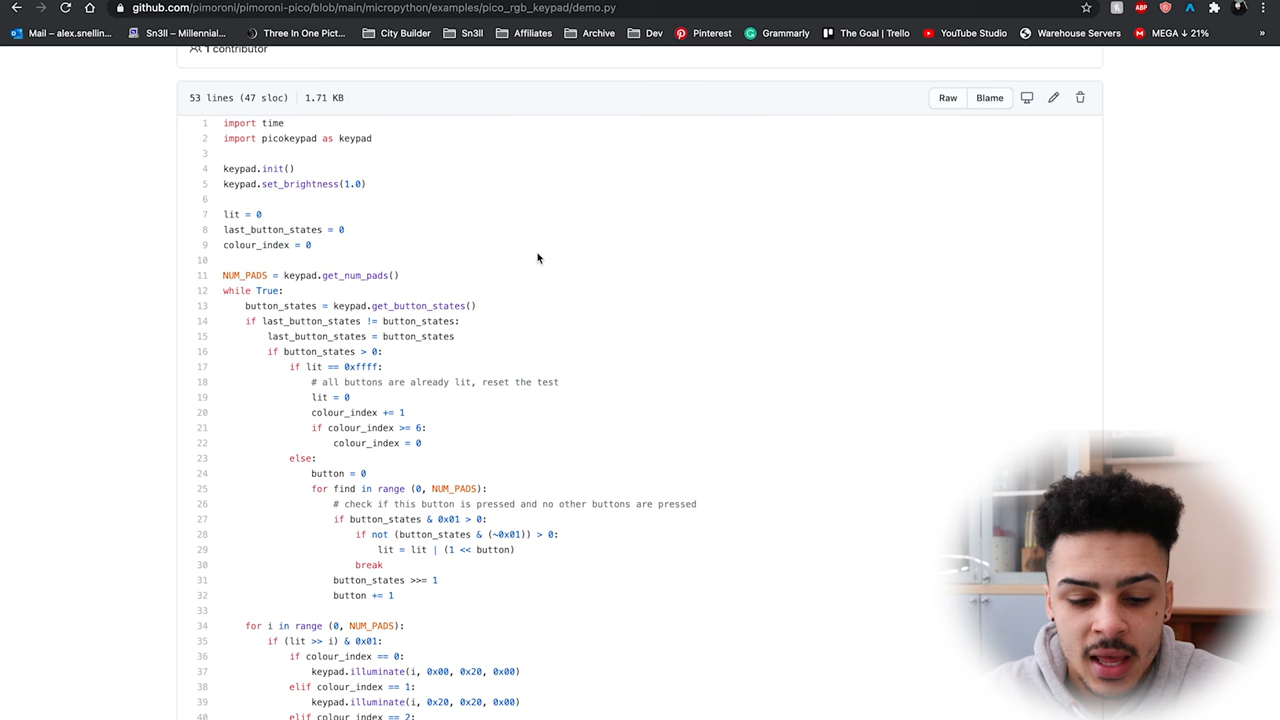 github.com/pimoroni/pimoroni-pico/blob/main/micropython/examples/pico_rgb_keypad/demo.py
ABP
Mail – alex.snellin...
Sn3ll – Millennial...
Three In One Pict...
City Builder
Sn3ll
Affiliates
Archive
Dev
Pinterest
Grammarly
The Goal | Trello
YouTube Studio
Warehouse Servers
MEGA ↓ 21%
»
1 contributor
53 lines (47 sloc) 1.71 KB
Raw
Blame
1 import time
2 import picokeypad as keypad
3
4 keypad.init()
5 keypad.set_brightness(1.0)
6
7 lit = 0
8 last_button_states = 0
9 colour_index = 0
10
11 NUM_PADS = keypad.get_num_pads()
12 while True:
13 button_states = keypad.get_button_states()
14 if last_button_states != button_states:
15 last_button_states = button_states
16 if button_states > 0:
17 if lit == 0xffff:
18 # all buttons are already lit, reset the test
19 lit = 0
20 colour_index += 1
21 if colour_index >= 6:
22 colour_index = 0
23 else:
24 button = 0
25 for find in range (0, NUM_PADS):
26 # check if this button is pressed and no other buttons are pressed
27 if button_states & 0x01 > 0:
28 if not (button_states & (~0x01)) > 0:
29 lit = lit | (1 << button)
30 break
31 button_states >>= 1
32 button += 1
33
34 for i in range (0, NUM_PADS):
35 if (lit >> i) & 0x01:
36 if colour_index == 0:
37 keypad.illuminate(i, 0x00, 0x20, 0x00)
38 elif colour_index == 1:
39 keypad.illuminate(i, 0x20, 0x20, 0x00)
40 elif colour_index == 2: